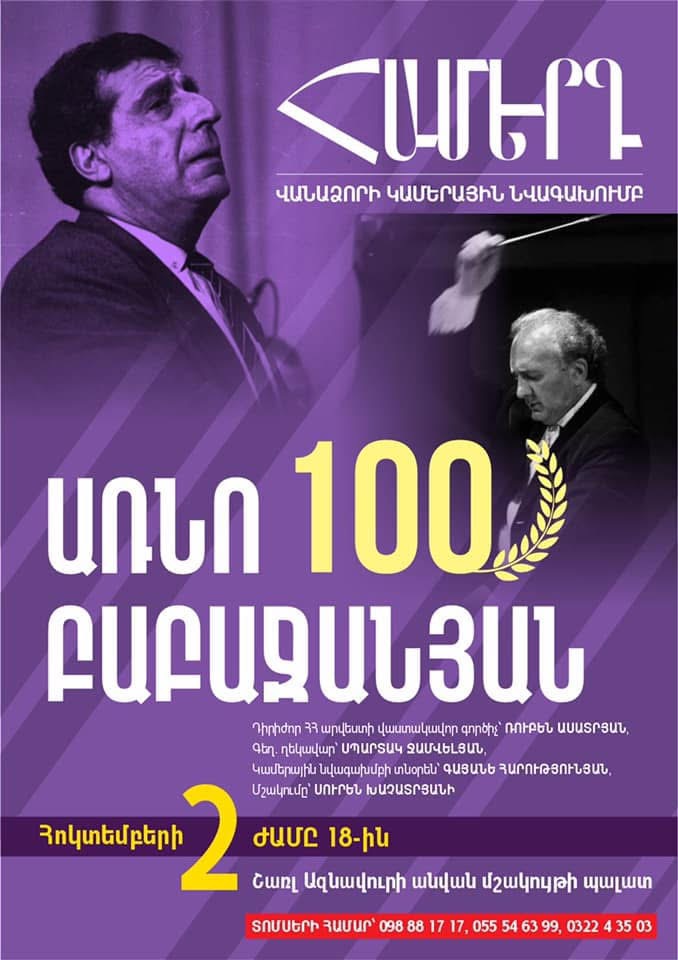 ՀԱՄԵՐԳ
ՎԱՆԱՁՈՐԻ ԿԱՄԵՐԱՅԻՆ ՆՎԱԳԱԽՈՒՄԲ
ԱՌՆՈ 100
ԲԱԲԱՋԱՆՅԱՆ
Դիրիժոր ՀՀ արվեստի վաստակավոր գործիչ՝ ՌՈՒԲԵՆ ԱՍԱՏՐՅԱՆ,
Գեղ. ղեկավար՝ ՍՊԱՐՏԱԿ ՋԱՄՎԵԼՅԱՆ,
Կամերային նվագախմբի տնօրեն՝ ԳԱՅԱՆԵ ՀԱՐՈՒԹՅՈՒՆՅԱՆ,
Մշակումը՝ ՍՈՒՐԵՆ ԽԱՉԱՏՐՅԱՆԻ
Հոկտեմբերի 2 ԺԱՄԸ 18-ին
Շառլ Ազնավուրի անվան մշակույթի պալատ
ՏՈՄՍԵՐԻ ՀԱՄԱՐ՝ 098 88 17 17, 055 54 63 99, 0322 4 35 03